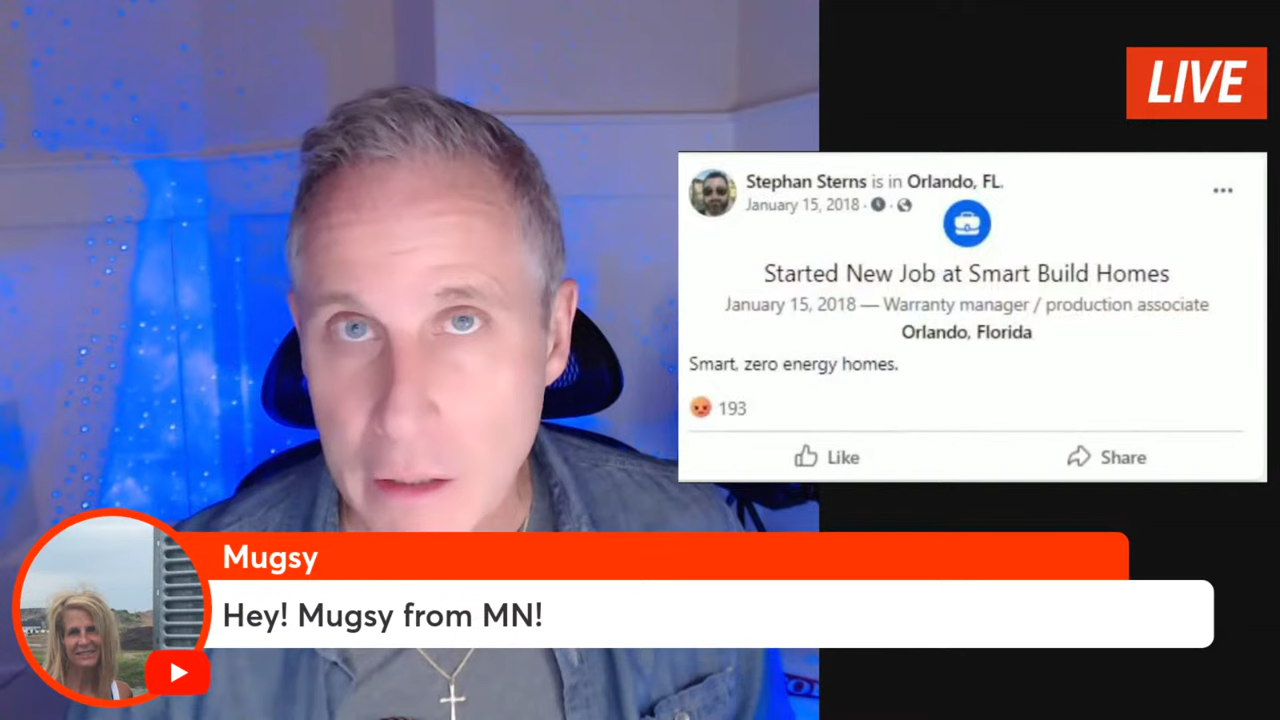 LIVE
Stephan Sterns is in Orlando, FL.
January 15, 2018
Started New Job at Smart Build Homes
January 15, 2018 — Warranty manager / production associate
Orlando, Florida
Smart, zero energy homes.
193
Like
Share
Mugsy
Hey! Mugsy from MN!